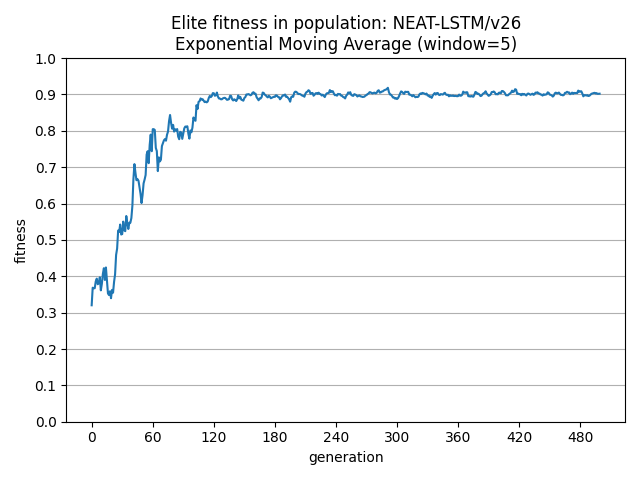 Elite fitness in population: NEAT-LSTM/v26
Exponential Moving Average (window=5)
fitness
1.0
0.9
0.8
0.7
0.6
0.5
0.4
0.3
0.2
0.1
0.0
0 60 120 180 240 300 360 420 480
generation